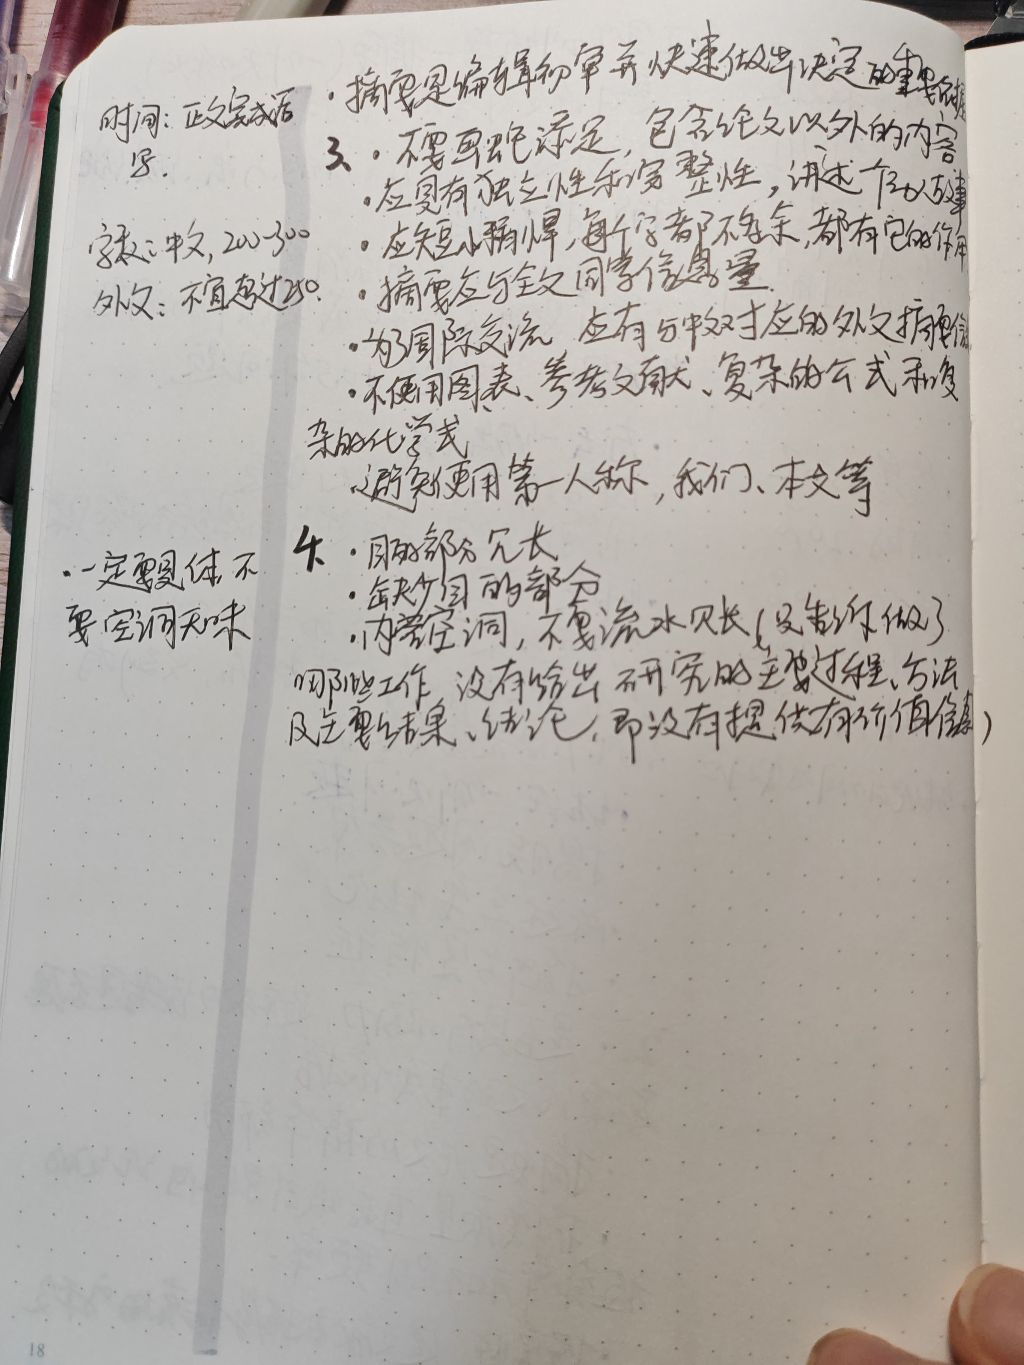 ·摘要是编辑初审并快速做出决定的重要依据
时间：正文完成后
写.
3.·不要画蛇添足，包含论文以外的内容
·应具有独立性和完整性，讲述一个
字数：中文，200-300
·应短小精悍，每个字都不多余，都有它的作用
外文：不宜超过250.
·摘要应与全文同等信息量.
·为了国际交流 应有与中文对应的外文摘要
·不使用图表、参考文献、复杂的公式和复
杂的化学式
·避免使用第一人称，我们、本文等
4.·目的部分冗长
·一定要具体不
·缺少目的部分
要空洞无味
·内容空洞，不要流水冗长(只告诉你做了
哪些工作 没有给出研究的主要过程、方法
及主要结果、结论，即没有提供有价值信息)
18